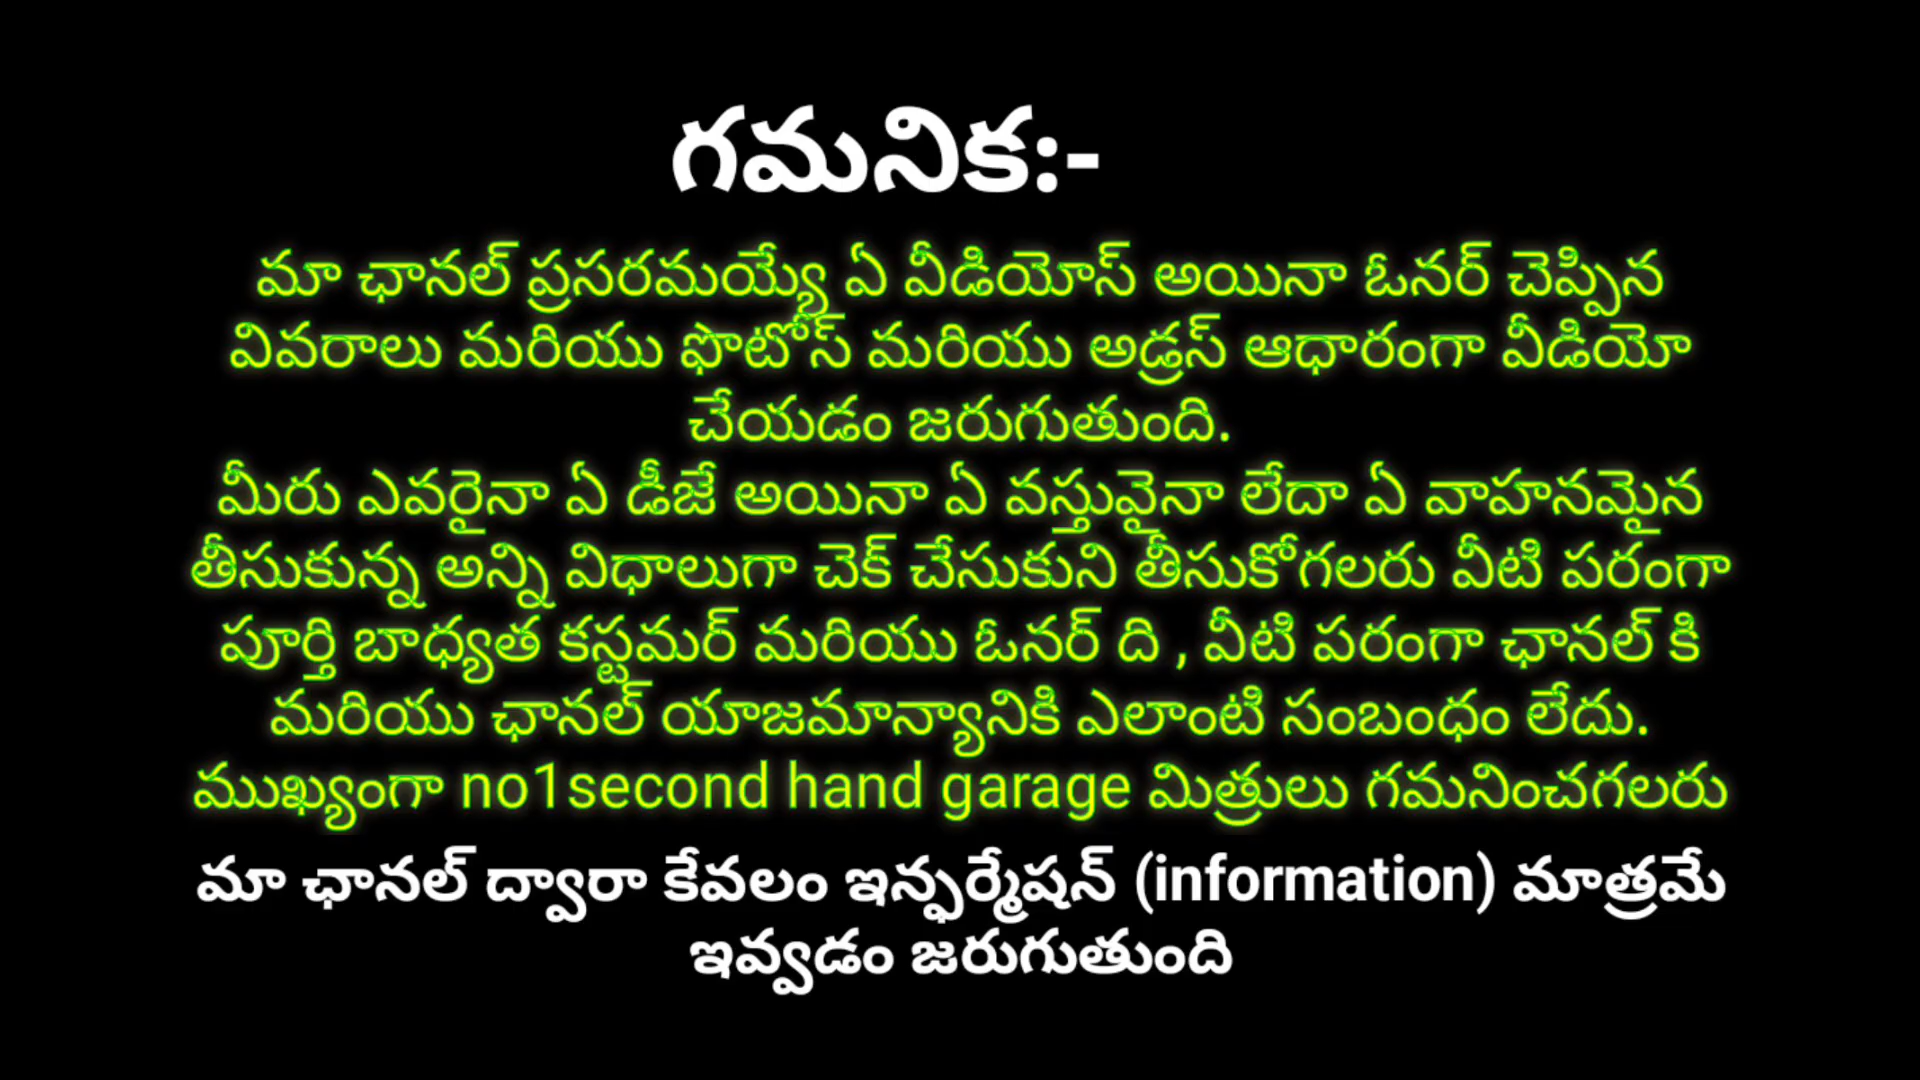 గమనిక:-
మా ఛానల్ ప్రసరమయ్యే ఏ వీడియోస్ అయినా ఓనర్ చెప్పిన
వివరాలు మరియు ఫొటోస్ మరియు అడ్రస్ ఆధారంగా వీడియో
చేయడం జరుగుతుంది.
మీరు ఎవరైనా ఏ డీజే అయినా ఏ వస్తువైనా లేదా ఏ వాహనమైన
తీసుకున్న అన్ని విధాలుగా చెక్ చేసుకుని తీసుకోగలరు వీటి పరంగా
పూర్తి బాధ్యత కస్టమర్ మరియు ఓనర్ ది , వీటి పరంగా ఛానల్ కి
మరియు ఛానల్ యాజమాన్యానికి ఎలాంటి సంబంధం లేదు.
ముఖ్యంగా no1second hand garage మిత్రులు గమనించగలరు
మా ఛానల్ ద్వారా కేవలం ఇన్ఫర్మేషన్ (information) మాత్రమే
ఇవ్వడం జరుగుతుంది